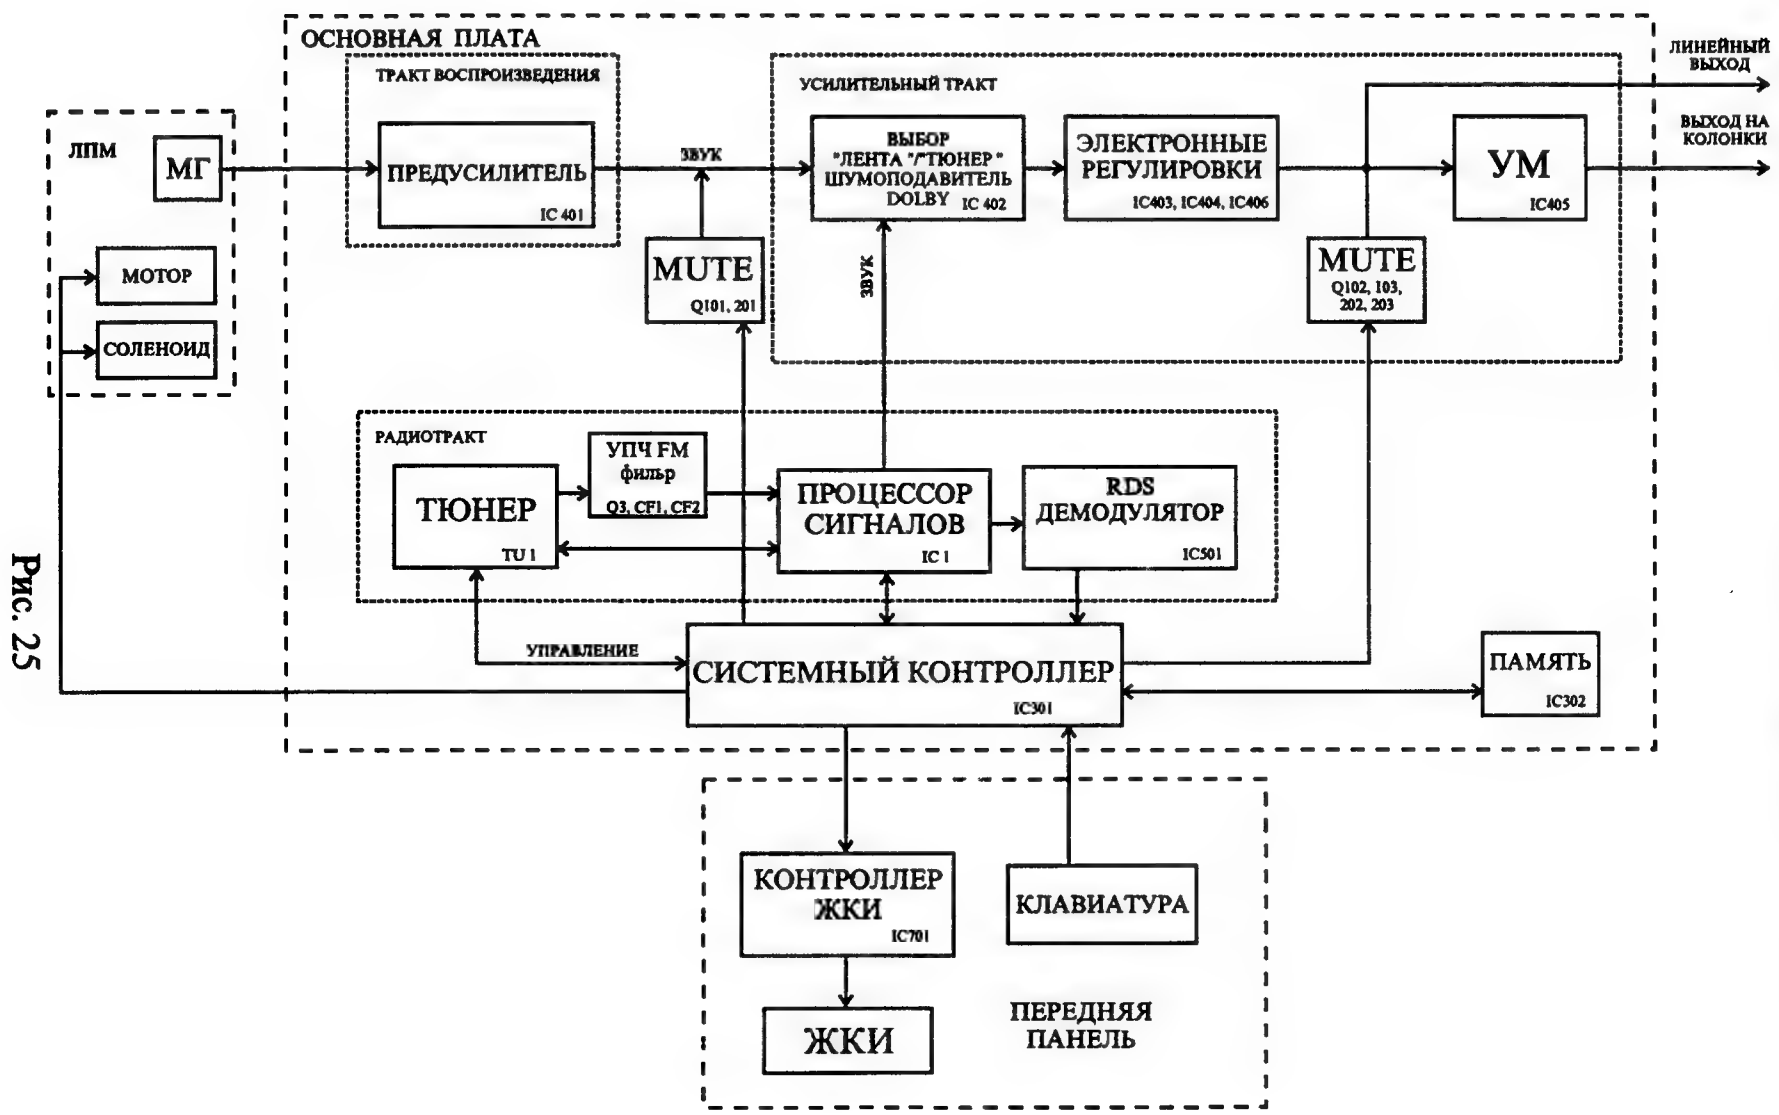 ОСНОВНАЯ ПЛАТА
ТРАКТ ВОСПРОИЗВЕДЕНИЯ
УСИЛИТЕЛЬНЫЙ ТРАКТ
ЛИНЕЙНЫЙ
ВЫХОД
ВЫХОД НА
КОЛОНКИ
ЛПМ
МГ
ПРЕДУСИЛИТЕЛЬ
IC 401
ЗВУК
ВЫБОР
"ЛЕНТА "/"ТЮНЕР "
ШУМОПОДАВИТЕЛЬ
DOLBY IC 402
ЭЛЕКТРОННЫЕ
РЕГУЛИРОВКИ
IC403, IC404, IC406
УМ
IC405
МОТОР
СОЛЕНОИД
MUTE
Q101, 201
ЗВУК
MUTE
Q102, 103,
202, 203
РАДИОТРАКТ
ТЮНЕР
TU 1
УПЧ FM
фильр
Q3, CF1, CF2
ПРОЦЕССОР
СИГНАЛОВ
IC 1
RDS
ДЕМОДУЛЯТОР
IC501
УПРАВЛЕНИЕ
СИСТЕМНЫЙ КОНТРОЛЛЕР
IC301
ПАМЯТЬ
IC302
КОНТРОЛЛЕР
ЖКИ
IC701
КЛАВИАТУРА
ЖКИ
ПЕРЕДНЯЯ
ПАНЕЛЬ
Рис. 25